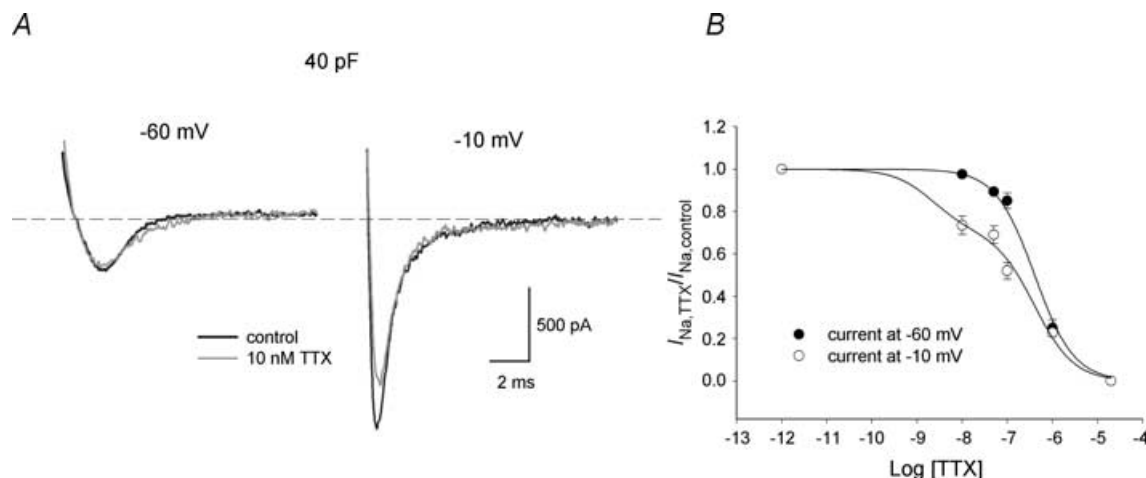 A
40 pF
-60 mV
-10 mV
control
10 nM TTX
500 pA
2 ms
B
I Na,TTX/I Na,control
1.2
1.0
0.8
0.6
0.4
0.2
0.0
current at -60 mV
current at -10 mV
-13 -12 -11 -10 -9 -8 -7 -6 -5 -4
Log [TTX]